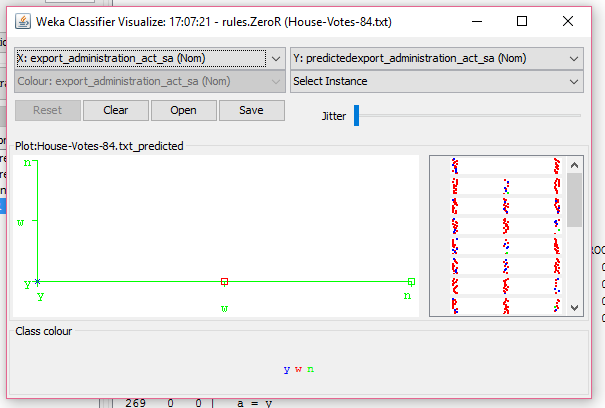 Weka Classifier Visualize: 17:07:21 - rules.ZeroR (House-Votes-84.txt)
X: export_administration_act_sa (Nom)
Y: predictedexport_administration_act_sa (Nom)
Colour: export_administration_act_sa (Nom)
Select Instance
Reset
Clear
Open
Save
Jitter
Plot:House-Votes-84.txt_predicted
n
w
y
y
w
n
Class colour
y w n
269 0 0 | a = y